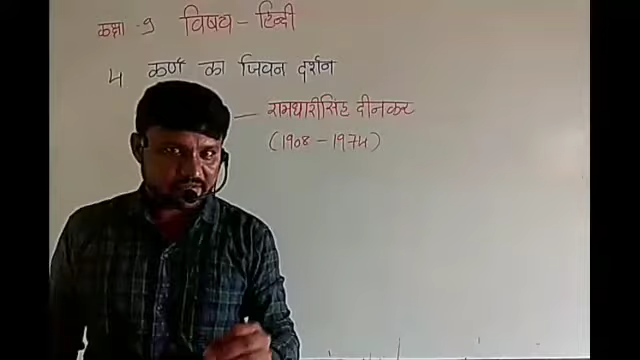 कक्षा - 9 विषय - हिन्दी
4 कर्ण का जिवन दर्शन
— रामधारीसिंह दीनकर
(1908 - 1974)